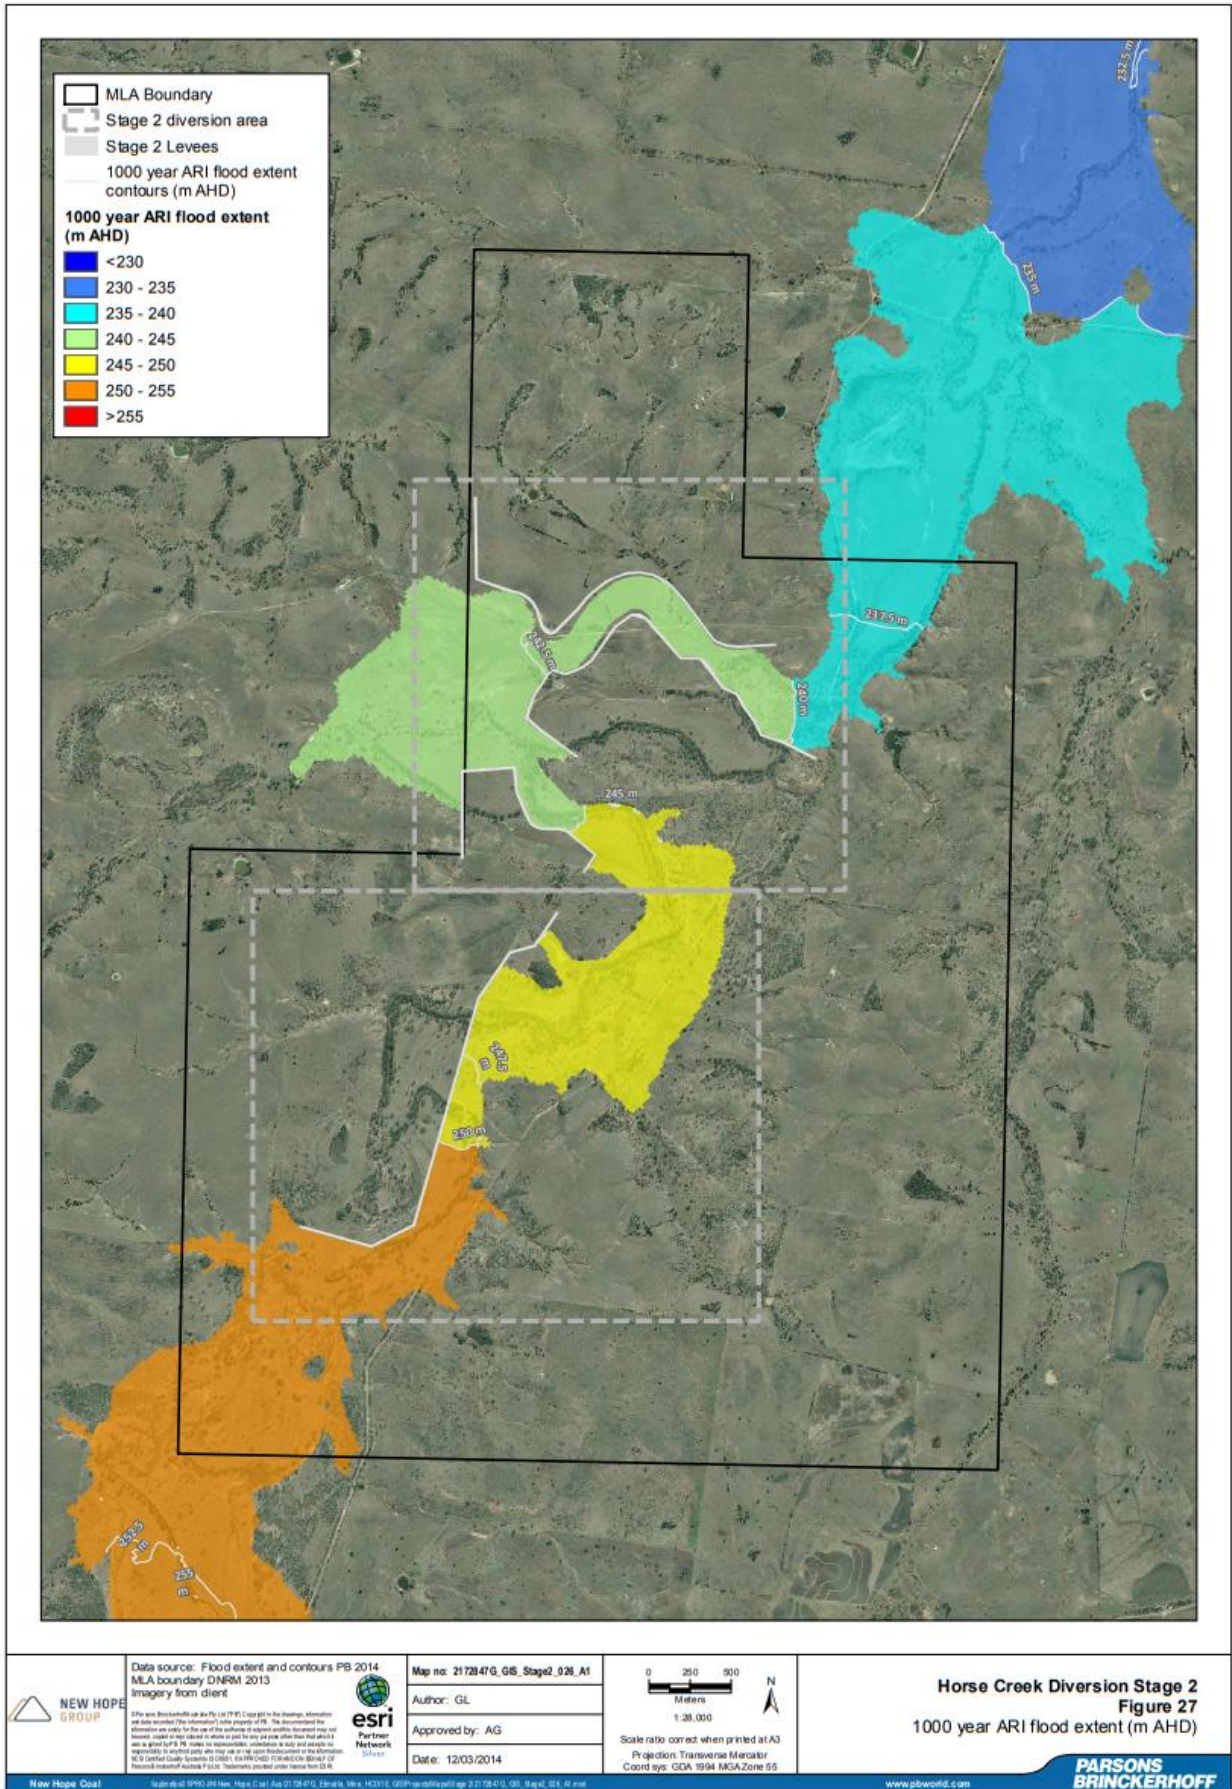 MLA Boundary
Stage 2 diversion area
Stage 2 Levees
1000 year ARI flood extent
contours (m AHD)
1000 year ARI flood extent
(m AHD)
<230
230 - 235
235 - 240
240 - 245
245 - 250
250 - 255
>255
232.5 m
235 m
237.5 m
242.5 m
240 m
245 m
247.5
m
250 m
252.5
m
255
m
NEW HOPE
GROUP
New Hope Coal
Data source: Flood extent and contours PB 2014
MLA boundary DNRM 2013
Imagery from client
esri
Partner
Network
Silver
Map no: 2172847G_GIS_Stage2_026_A1
Author: GL
Approved by: AG
Date: 12/03/2014
0 250 500
Meters
1:28,000
N
Scale ratio correct when printed at A3
Projection: Transverse Mercator
Coord sys: GDA 1994 MGA Zone 55
Horse Creek Diversion Stage 2
Figure 27
1000 year ARI flood extent (m AHD)
www.pbworld.com
PARSONS
BRINCKERHOFF